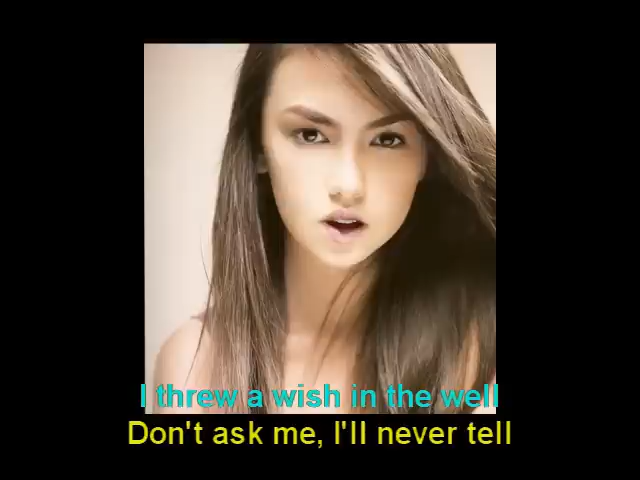 I threw a wish in the well
Don't ask me, I'll never tell